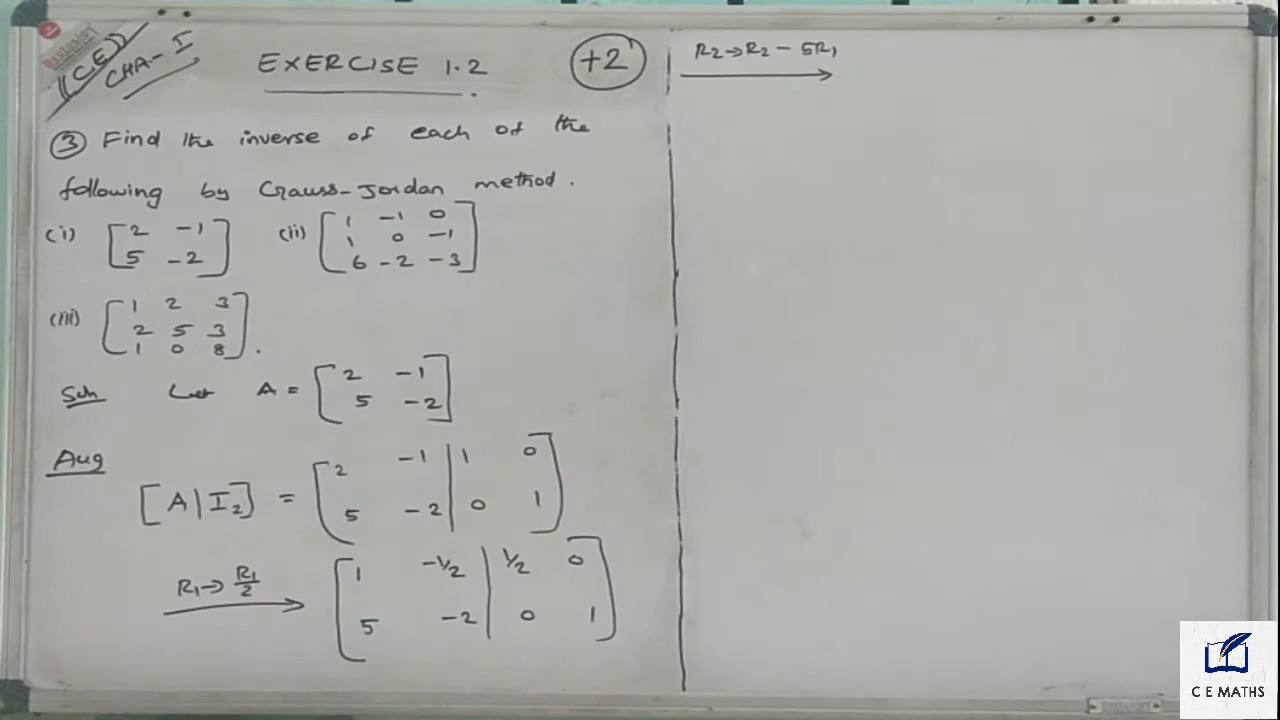 (CE)
CHA-I
EXERCISE 1.2
+2
③ Find the inverse of each of the
following by Gauss-Jordan method.
(i) [2 -1
5 -2]
(ii) [1 -1 0
1 0 -1
6 -2 -3]
(iii) [1 2 3
2 5 3
1 0 8].
Soln Let A = [2 -1
5 -2]
Aug
[A|I₂] = [2 -1 | 1 0
5 -2 | 0 1]
R₁→R₁/2 [1 -1/2 | 1/2 0
5 -2 | 0 1]
R₂→R₂-5R₁
C E MATHS